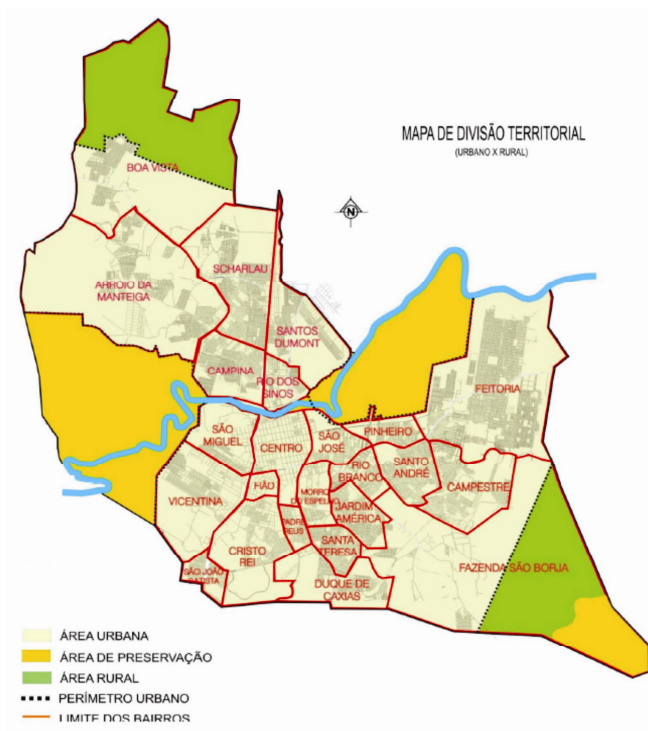 MAPA DE DIVISÃO TERRITORIAL
(URBANO X RURAL)
BOA VISTA
N
SCHARLAU
ARROIO DA
MANTEIGA
SANTOS
DUMONT
CAMPINA
RIO DOS
SINOS
FEITORIA
SÃO
MIGUEL
CENTRO
SÃO
JOSÉ
PINHEIRO
RIO
BRANCO
SANTO
ANDRÉ
CAMPESTRE
VICENTINA
FIÃO
MORRO
DO ESPELHO
JARDIM
AMÉRICA
PADRE
REUS
CRISTO
REI
SANTA
TERESA
FAZENDA SÃO BORJA
SÃO JOÃO
BATISTA
DUQUE DE
CAXIAS
ÁREA URBANA
ÁREA DE PRESERVAÇÃO
ÁREA RURAL
PERÍMETRO URBANO
LIMITE DOS BAIRROS